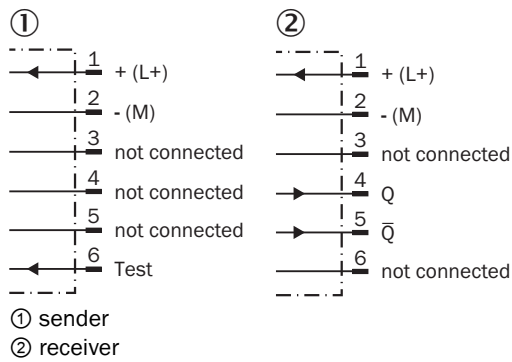 ①
1 + (L+)
2 - (M)
3 not connected
4 not connected
5 not connected
6 Test
②
1 + (L+)
2 - (M)
3 not connected
4 Q
5 Q̅
6 not connected
① sender
② receiver